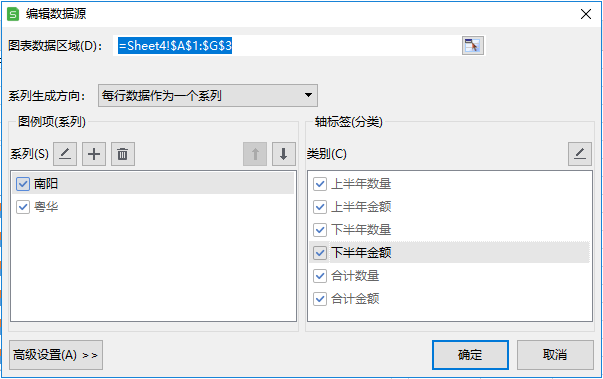 编辑数据源
图表数据区域(D): =Sheet4!$A$1:$G$3
系列生成方向: 每行数据作为一个系列
图例项(系列)
轴标签(分类)
系列(S)
类别(C)
南阳
粤华
上半年数量
上半年金额
下半年数量
下半年金额
合计数量
合计金额
高级设置(A) >>
确定
取消